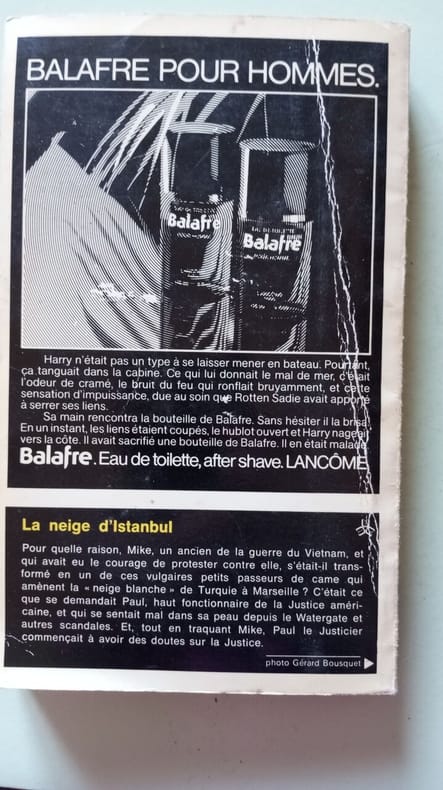 BALAFRE POUR HOMMES.
Balafre
Balafre
Harry n'était pas un type à se laisser mener en bateau. Pourtant,
ça tanguait dans la cabine. Ce qui lui donnait le mal de mer, c'était
l'odeur de cramé, le bruit du feu qui ronflait bruyamment, et cette
sensation d'impuissance, due au soin que Rotten Sadie avait apporté
à serrer ses liens.
Sa main rencontra la bouteille de Balafre. Sans hésiter il la brisa.
En un instant, les liens étaient coupés, le hublot ouvert et Harry nageait
vers la côte. Il avait sacrifié une bouteille de Balafre. Il en était malade.
Balafre. Eau de toilette, after shave. LANCÔME
La neige d'Istanbul
Pour quelle raison, Mike, un ancien de la guerre du Vietnam, et
qui avait eu le courage de protester contre elle, s'était-il trans-
formé en un de ces vulgaires petits passeurs de came qui
amènent la « neige blanche » de Turquie à Marseille ? C'était ce
que se demandait Paul, haut fonctionnaire de la Justice améri-
caine, et qui se sentait mal dans sa peau depuis le Watergate et
autres scandales. Et, tout en traquant Mike, Paul le Justicier
commençait à avoir des doutes sur la Justice.
photo Gérard Bousquet